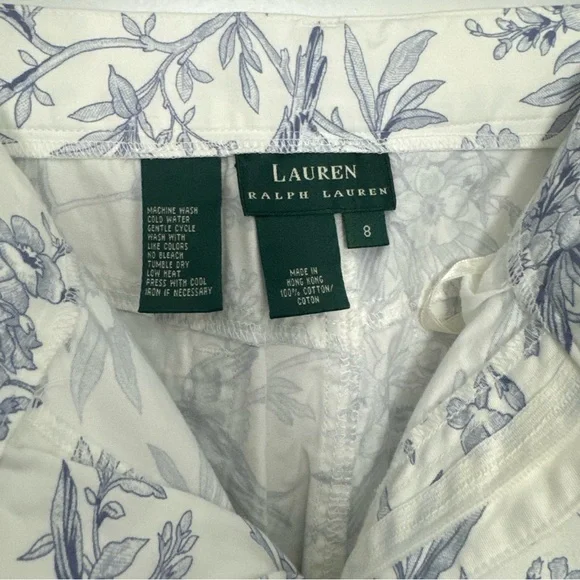 LAUREN
RALPH LAUREN
8
MACHINE WASH
COLD WATER
GENTLE CYCLE
WASH WITH
LIKE COLORS
NO BLEACH
TUMBLE DRY
LOW HEAT
PRESS WITH COOL
IRON IF NECESSARY
MADE IN
HONG KONG
100% COTTON/
COTON